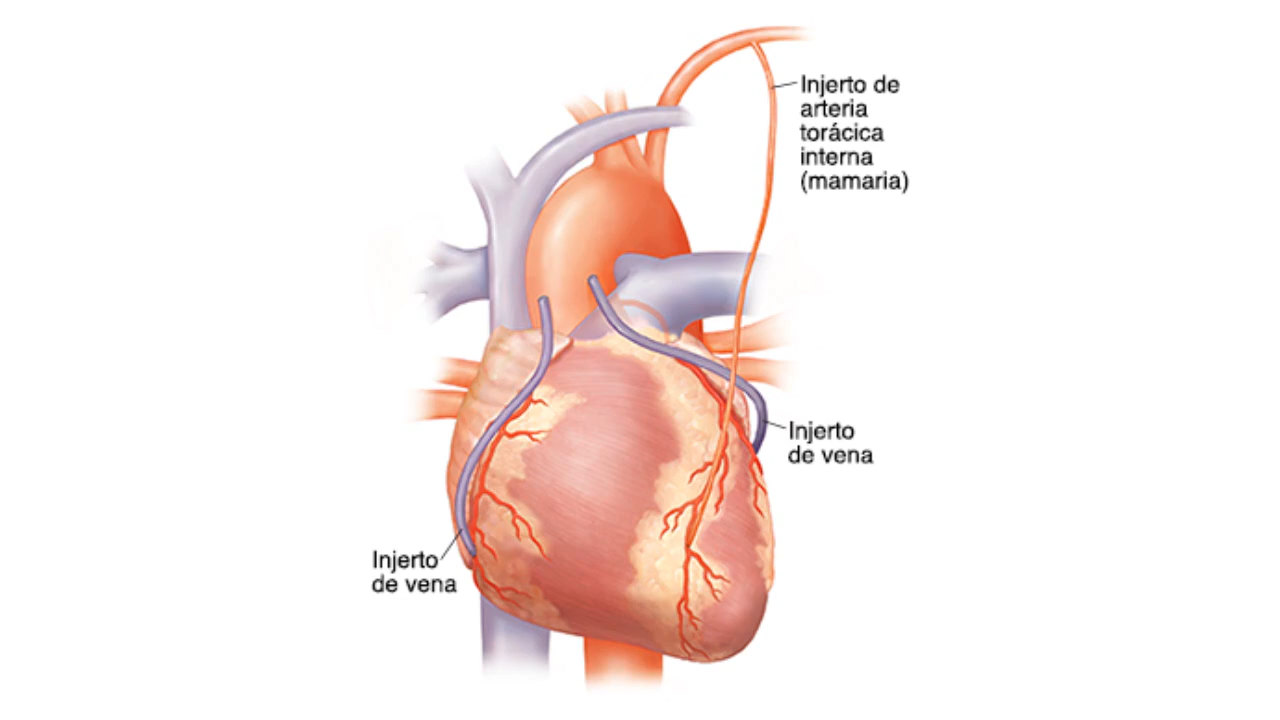 Injerto de
arteria
torácica
interna
(mamaria)
Injerto
de vena
Injerto
de vena